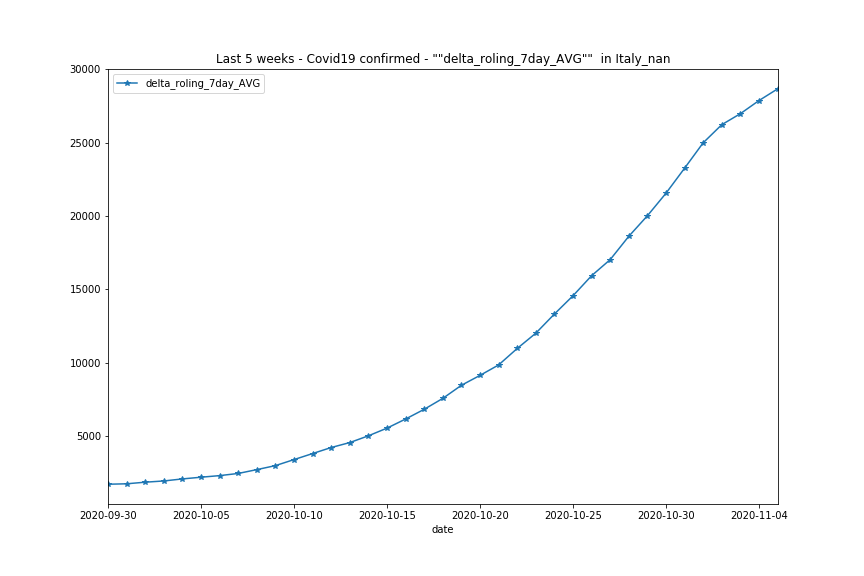 Last 5 weeks - Covid19 confirmed - ""delta_roling_7day_AVG""  in Italy_nan
delta_roling_7day_AVG
30000
25000
20000
15000
10000
5000
2020-09-30 2020-10-05 2020-10-10 2020-10-15 2020-10-20 2020-10-25 2020-10-30 2020-11-04
date